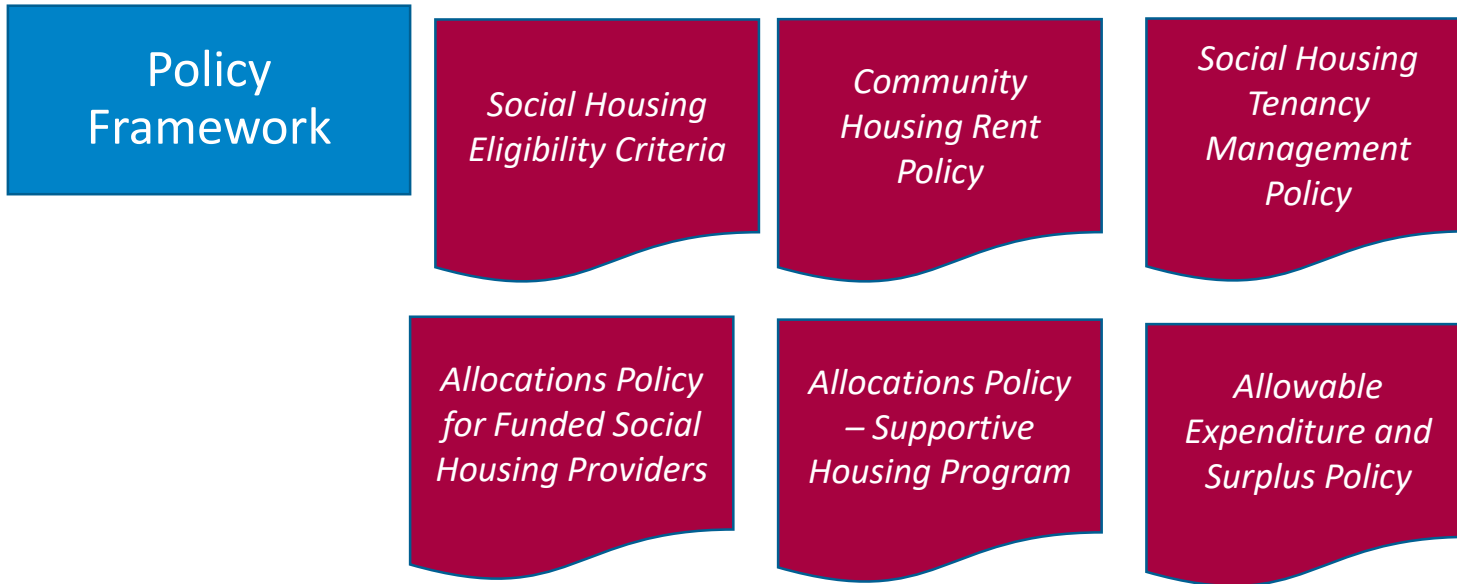 Policy
Framework
Social Housing
Eligibility Criteria
Community
Housing Rent
Policy
Social Housing
Tenancy
Management
Policy
Allocations Policy
for Funded Social
Housing Providers
Allocations Policy
– Supportive
Housing Program
Allowable
Expenditure and
Surplus Policy